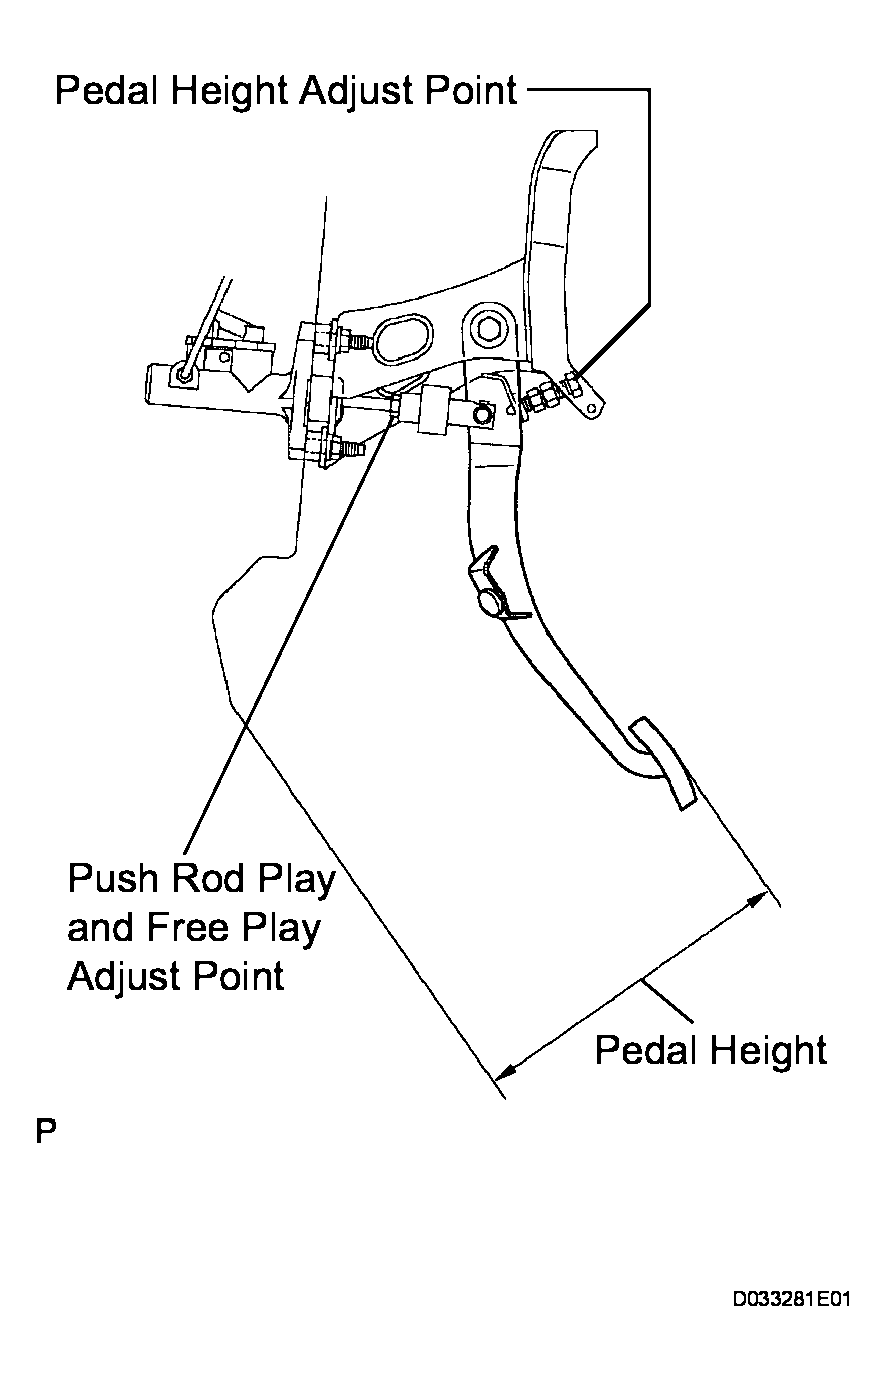 Pedal Height Adjust Point
Push Rod Play
and Free Play
Adjust Point
Pedal Height
P
D033281E01